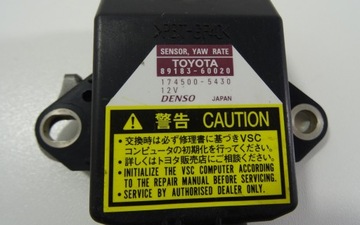 SENSOR, YAW RATE
TOYOTA
89183-60020
174500-5430
12V
DENSO JAPAN
⚠ 警告 CAUTION
・交換時は必ず修理書に基づきVSC
コンピュータの初期化を行ってください。
・詳しくはトヨタ販売店にご相談ください。
・INITIALIZE THE VSC COMPUTER ACCORDING
TO THE REPAIR MANUAL BEFORE SERVICING.
・SERVICE BY AUTHORISED DEALER ONLY.